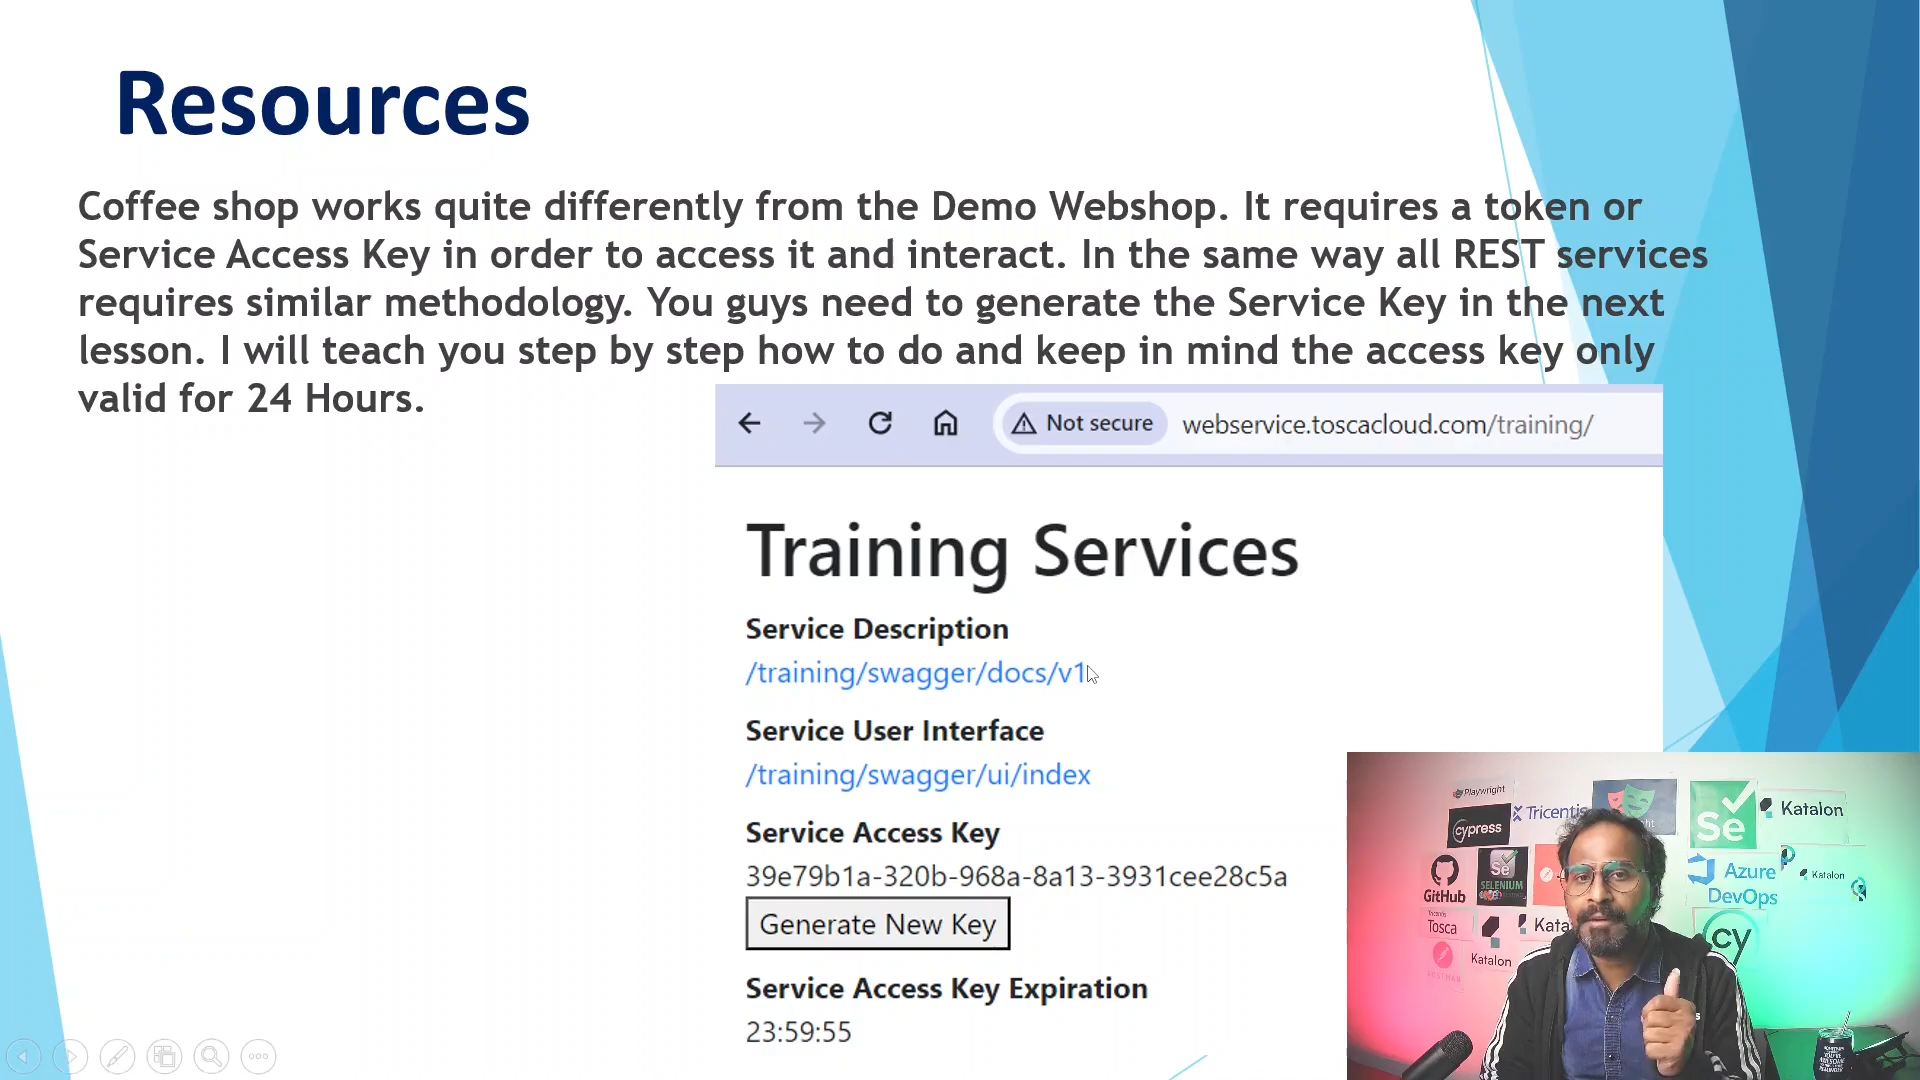 Resources
Coffee shop works quite differently from the Demo Webshop. It requires a token or
Service Access Key in order to access it and interact. In the same way all REST services
requires similar methodology. You guys need to generate the Service Key in the next
lesson. I will teach you step by step how to do and keep in mind the access key only
valid for 24 Hours.
Not secure webservice.toscacloud.com/training/
Training Services
Service Description
/training/swagger/docs/v1
Service User Interface
/training/swagger/ui/index
Service Access Key
39e79b1a-320b-968a-8a13-3931cee28c5a
Generate New Key
Service Access Key Expiration
23:59:55
Playwright
Tricentis
cypress
Se
Katalon
GitHub
Se
SELENIUM
Azure
DevOps
Katalon
Tosca
Katalon
POSTMAN
cy